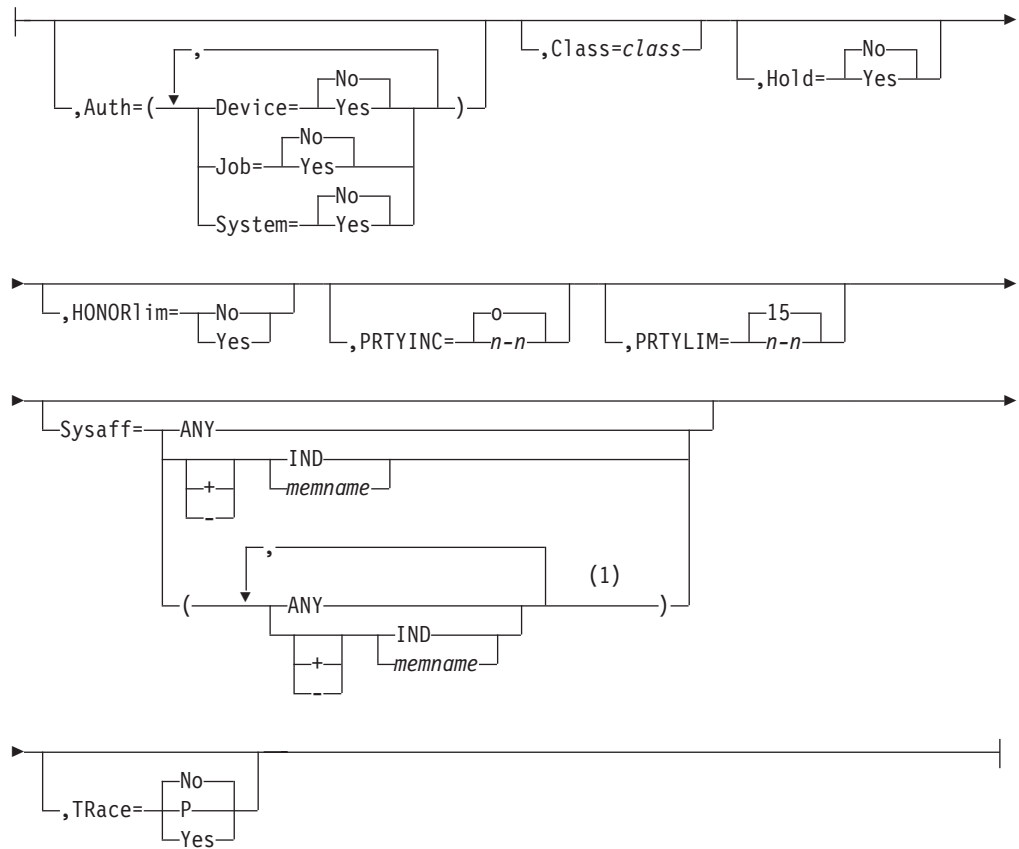 ,
,Class=class
No
No
,Hold=
Yes
No
,Auth=(
Device=
Yes
)
No
Job=
Yes
No
System=
Yes
,HONORlim=
No
Yes
,PRTYINC=
o
n-n
,PRTYLIM=
15
n-n
Sysaff=
ANY
IND
+
memname
-
,
(1)
(
ANY
)
IND
+
memname
-
No
,TRace=
P
Yes